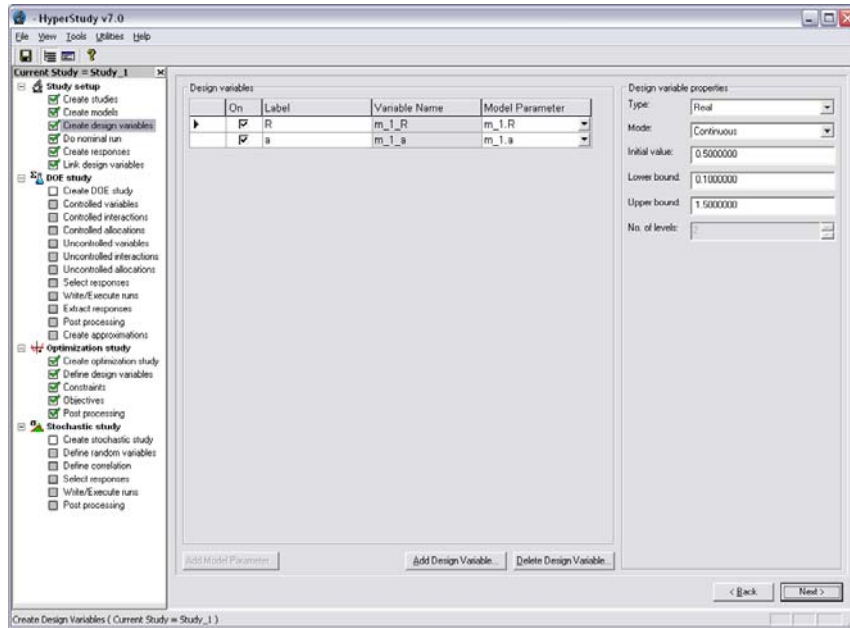 - HyperStudy v7.0
File View Tools Utilities Help
Current Study = Study_1
Study setup
Create studies
Create models
Create design variables
Do nominal run
Create responses
Link design variables
DOE study
Create DOE study
Controlled variables
Controlled interactions
Controlled allocations
Uncontrolled variables
Uncontrolled interactions
Uncontrolled allocations
Select responses
Write/Execute runs
Extract responses
Post processing
Create approximations
Optimization study
Create optimization study
Define design variables
Constraints
Objectives
Post processing
Stochastic study
Create stochastic study
Define random variables
Define correlation
Select responses
Write/Execute runs
Post processing
Design variables
On Label Variable Name Model Parameter
R m_1_R m_1.R
a m_1_a m_1.a
Add Model Parameter...
Add Design Variable...
Delete Design Variable...
Design variable properties
Type: Real
Mode: Continuous
Initial value: 0.5000000
Lower bound: 0.1000000
Upper bound: 1.5000000
No. of levels: 2
< Back
Next >
Create Design Variables ( Current Study = Study_1 )